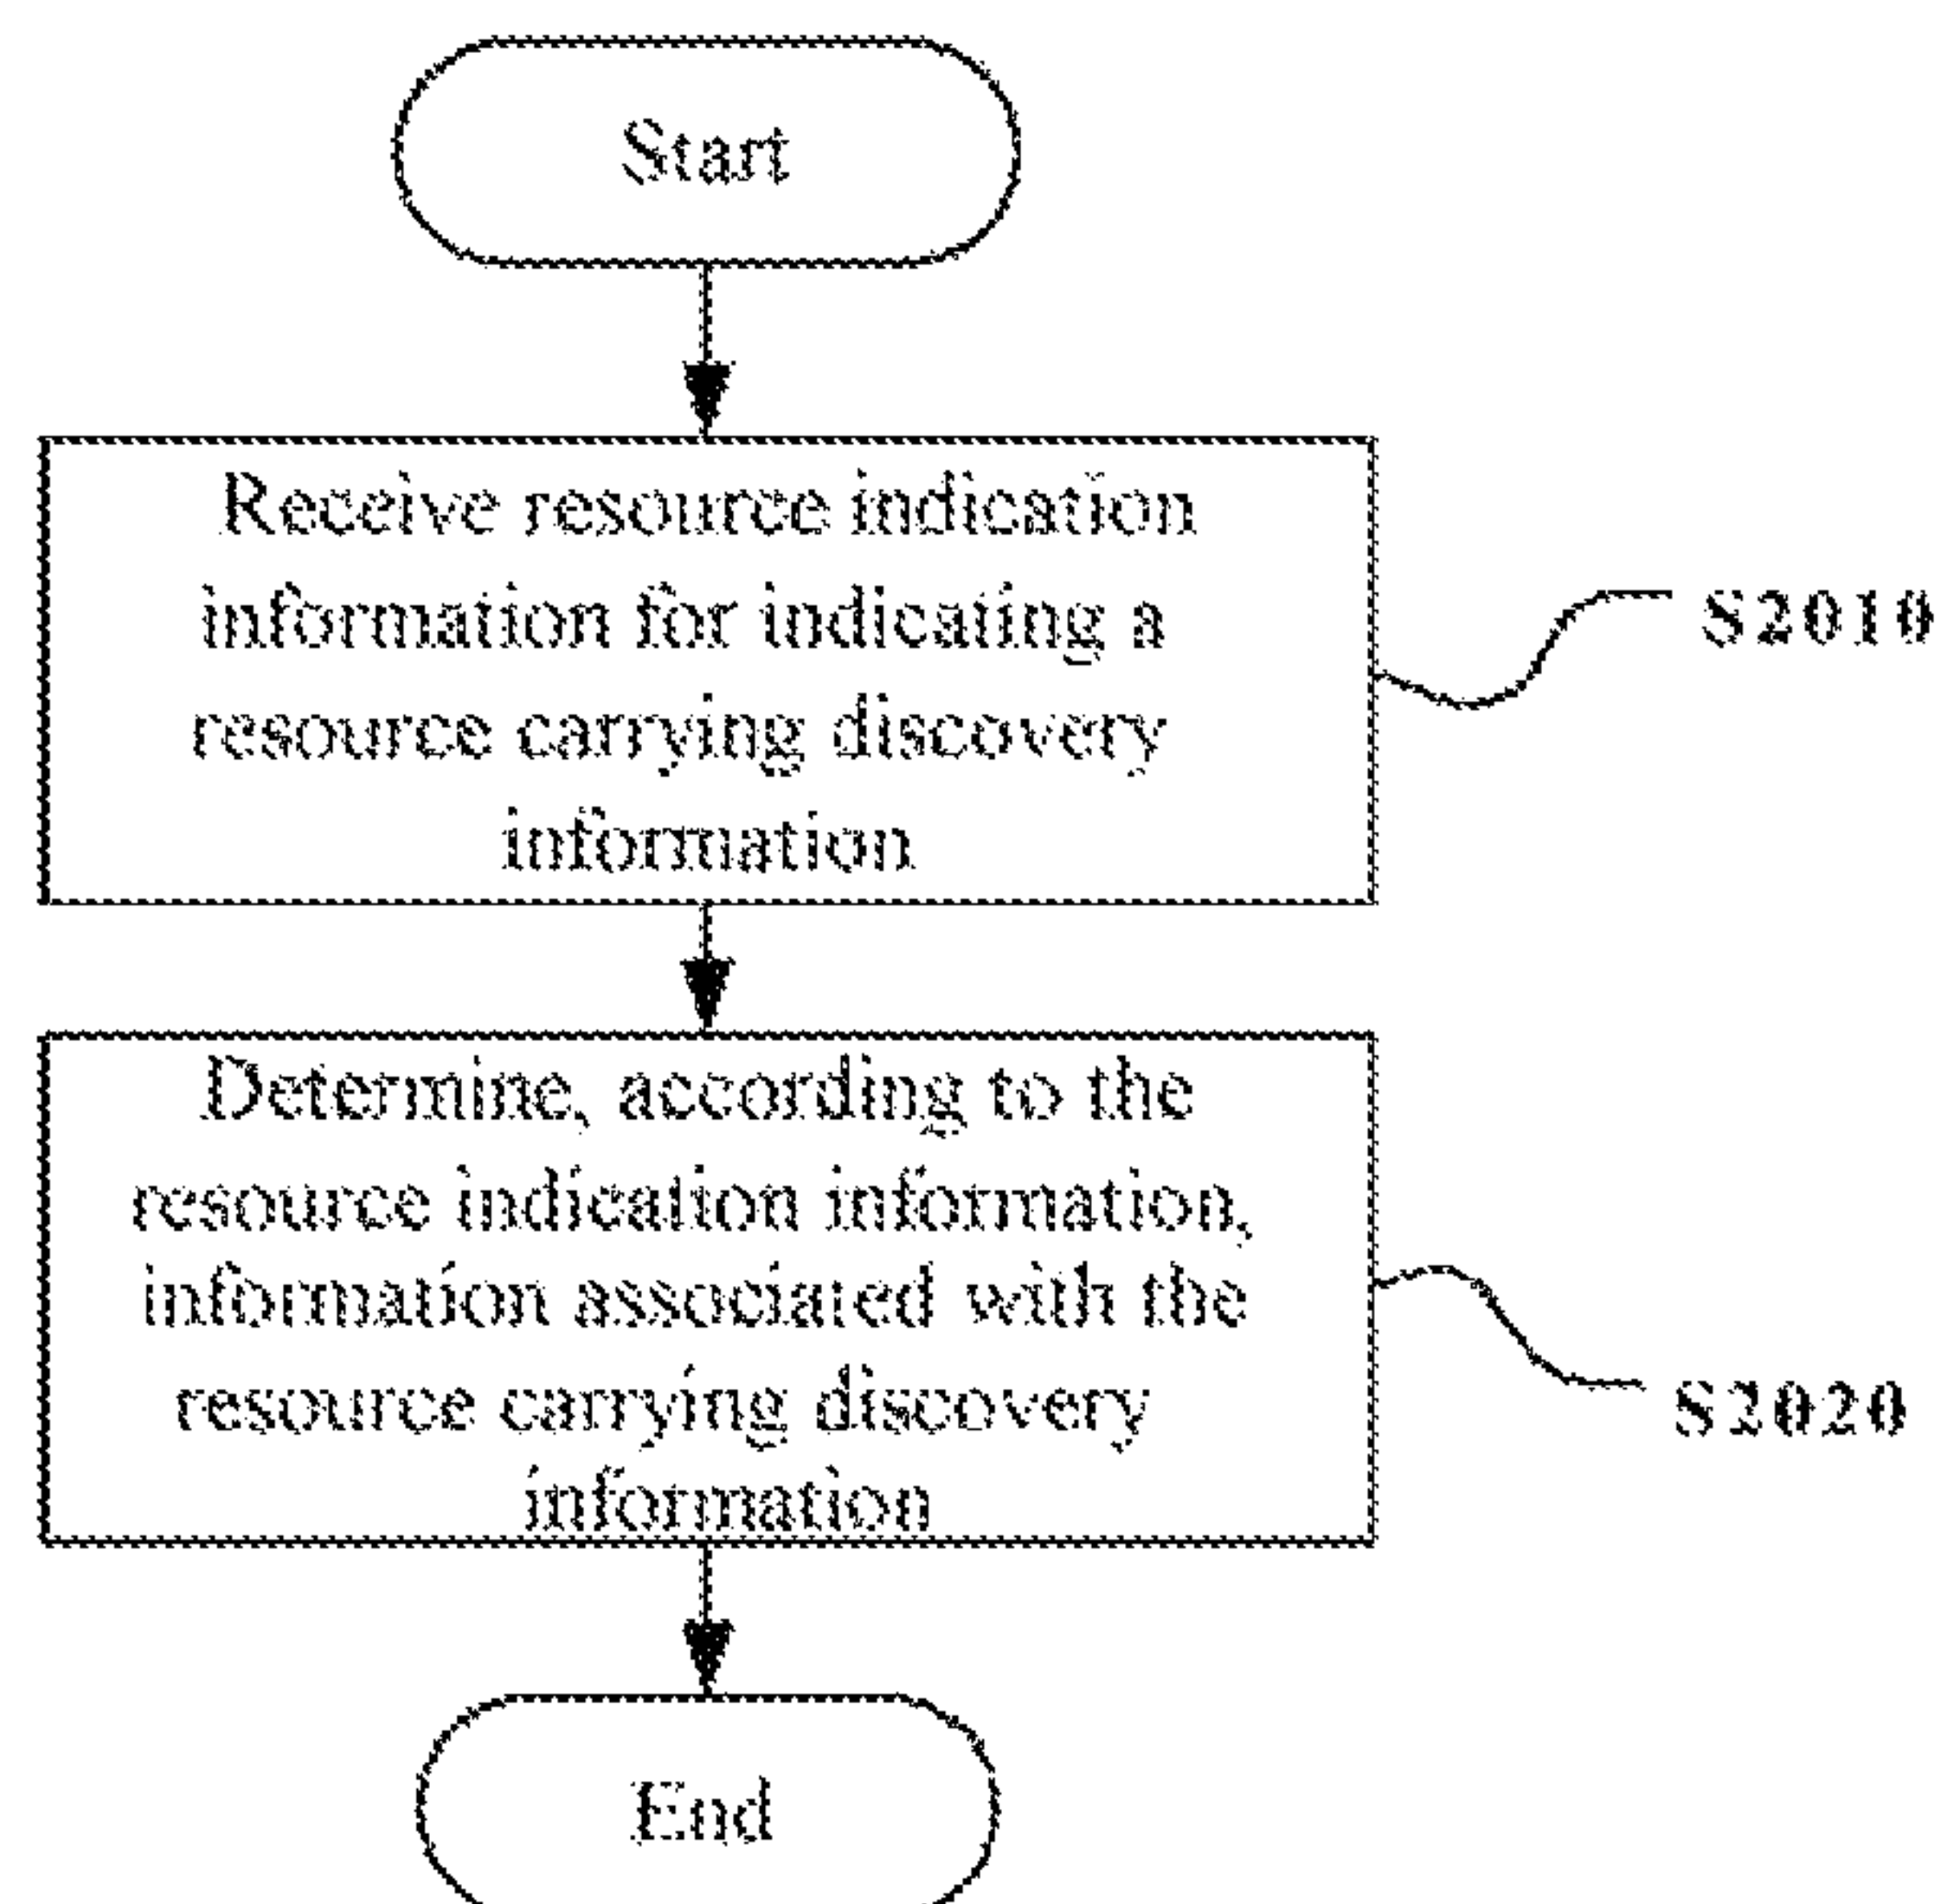 Start
Receive resource indication
information for indicating a
resource carrying discovery
information
S2010
Determine, according to the
resource indication information,
information associated with the
resource carrying discovery
information
S2020
End